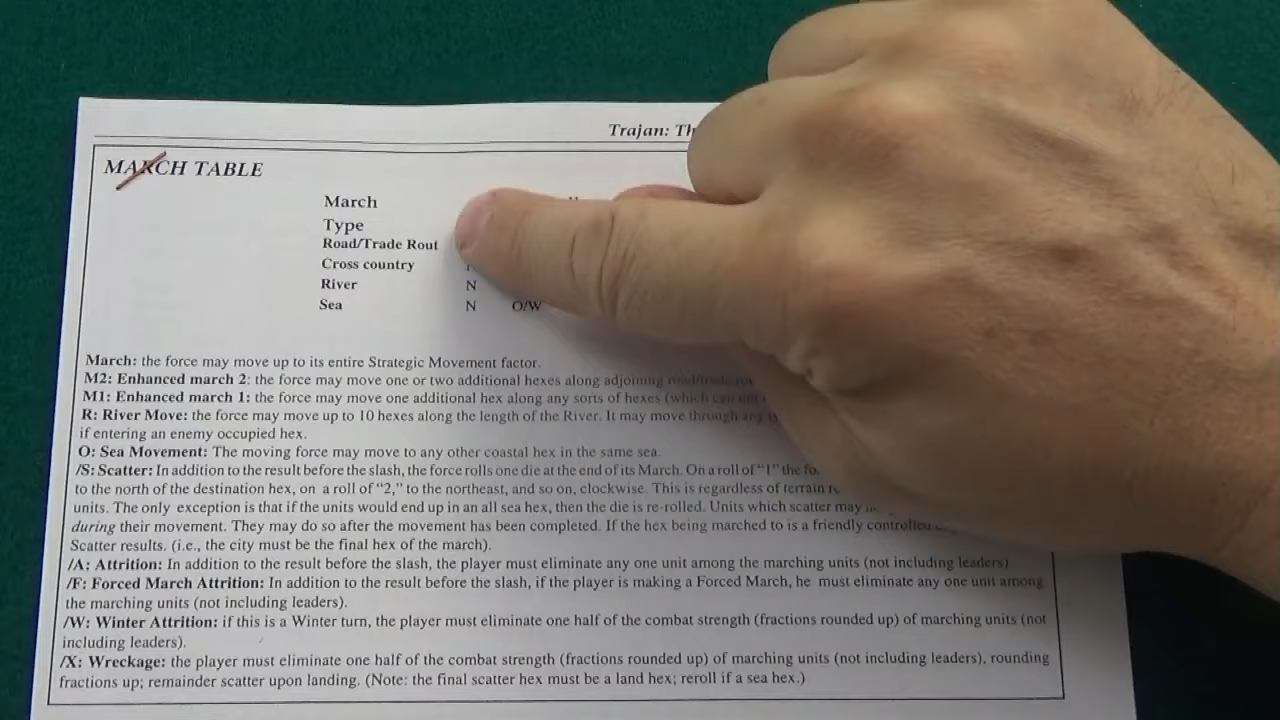 Trajan:
MARCH TABLE
March
Type
Road/Trade Rout
Cross country
River N
Sea N O/W
March: the force may move up to its entire Strategic Movement factor.
M2: Enhanced march 2: the force may move one or two additional hexes along adjoining
M1: Enhanced march 1: the force may move one additional hex along any sorts of hexes (which
R: River Move: the force may move up to 10 hexes along the length of the River. It may move through any
if entering an enemy occupied hex.
O: Sea Movement: The moving force may move to any other coastal hex in the same sea.
/S: Scatter: In addition to the result before the slash, the force rolls one die at the end of its March. On a roll of "1" the
to the north of the destination hex, on a roll of "2," to the northeast, and so on, clockwise. This is regardless of terrain
units. The only exception is that if the units would end up in an all sea hex, then the die is re-rolled. Units which scatter may
during their movement. They may do so after the movement has been completed. If the hex being marched to is a friendly controlled
Scatter results. (i.e., the city must be the final hex of the march).
/A: Attrition: In addition to the result before the slash, the player must eliminate any one unit among the marching units (not including leaders)
/F: Forced March Attrition: In addition to the result before the slash, if the player is making a Forced March, he must eliminate any one unit among
the marching units (not including leaders).
/W: Winter Attrition: if this is a Winter turn, the player must eliminate one half of the combat strength (fractions rounded up) of marching units (not
including leaders).
/X: Wreckage: the player must eliminate one half of the combat strength (fractions rounded up) of marching units (not including leaders), rounding
fractions up; remainder scatter upon landing. (Note: the final scatter hex must be a land hex; reroll if a sea hex.)